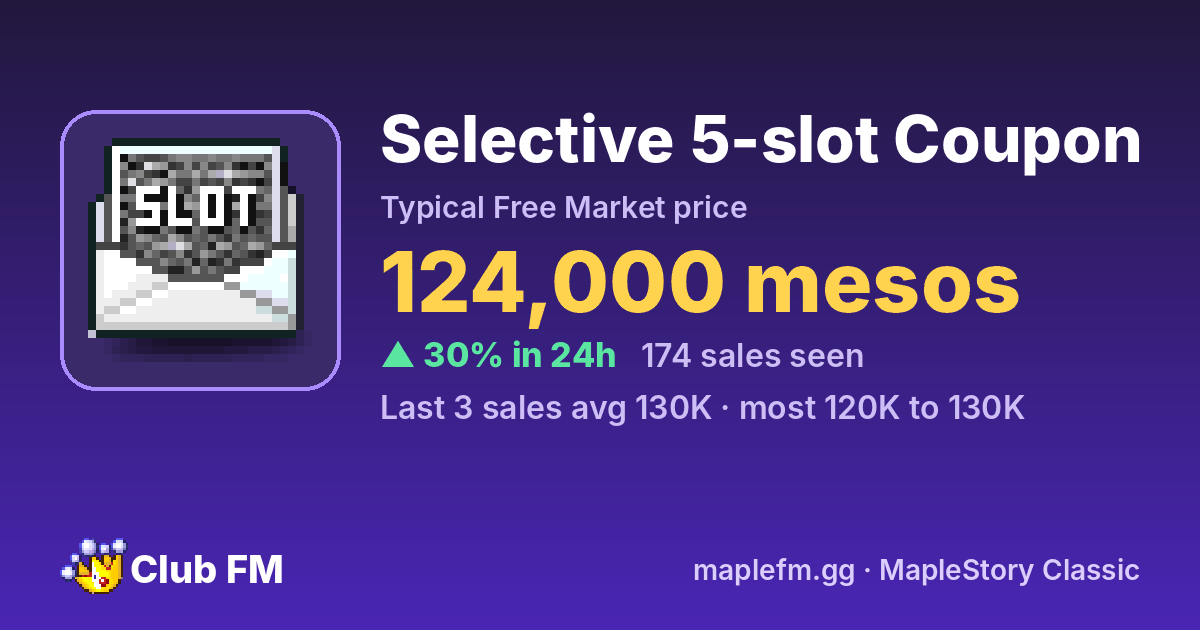 SLOT
Selective 5-slot Coupon
Typical Free Market price
124,000 mesos
▲ 30% in 24h 174 sales seen
Last 3 sales avg 130K · most 120K to 130K
Club FM
maplefm.gg · MapleStory Classic